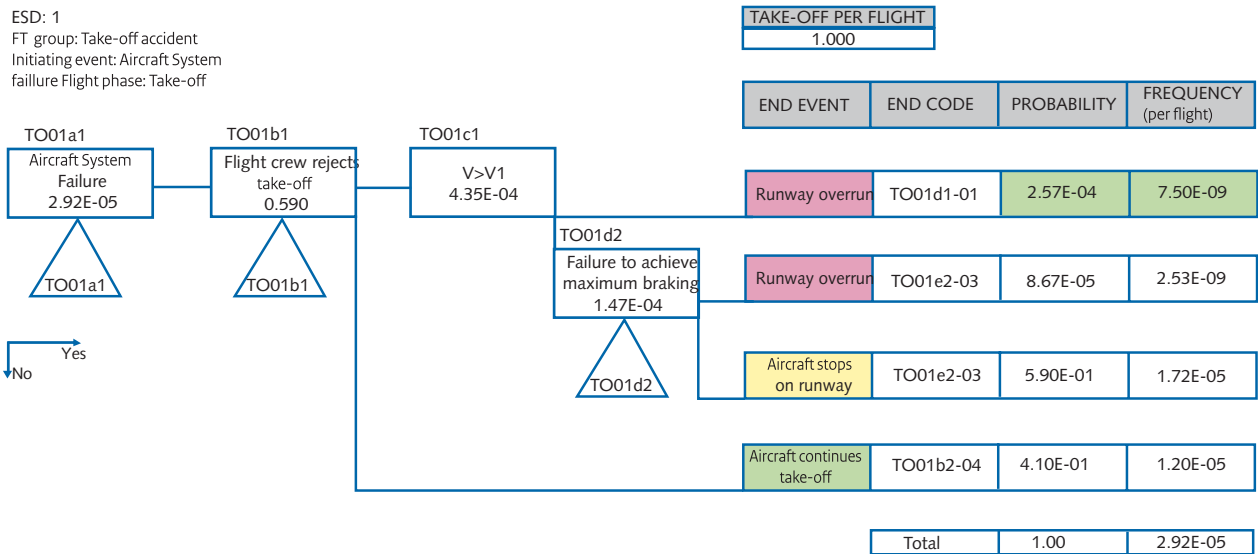 ESD: 1
FT group: Take-off accident
Initiating event: Aircraft System
faillure Flight phase: Take-off
TAKE-OFF PER FLIGHT
1.000
END EVENT
END CODE
PROBABILITY
FREQUENCY
(per flight)
TO01a1
Aircraft System
Failure
2.92E-05
TO01a1
TO01b1
Flight crew rejects
take-off
0.590
TO01b1
TO01c1
V>V1
4.35E-04
Runway overrun
TO01d1-01
2.57E-04
7.50E-09
TO01d2
Failure to achieve
maximum braking
1.47E-04
TO01d2
Runway overrun
TO01e2-03
8.67E-05
2.53E-09
Yes
No
Aircraft stops
on runway
TO01e2-03
5.90E-01
1.72E-05
Aircraft continues
take-off
TO01b2-04
4.10E-01
1.20E-05
Total
1.00
2.92E-05